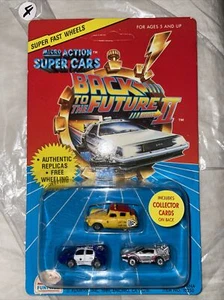 SUPER FAST WHEELS
FOR AGES 5 AND UP
MICRO ACTION™
SUPER CARS
BACK
TO THE FUTURE
II
• AUTHENTIC
REPLICAS
• FREE
WHEELING
INCLUDES
COLLECTOR
CARDS
ON BACK